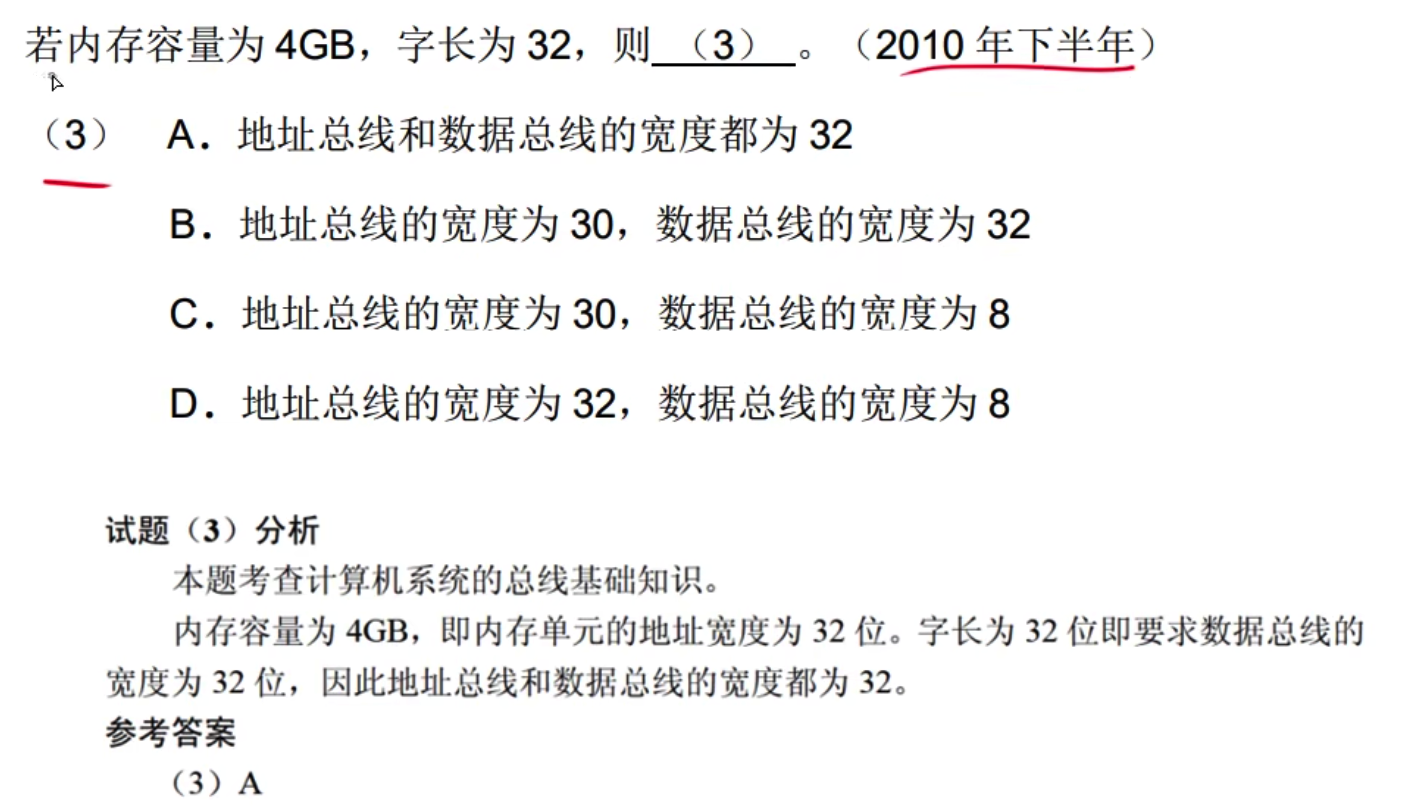 若内存容量为 4GB，字长为 32，则 （3） 。（2010 年下半年）
（3） A．地址总线和数据总线的宽度都为 32
B．地址总线的宽度为 30，数据总线的宽度为 32
C．地址总线的宽度为 30，数据总线的宽度为 8
D．地址总线的宽度为 32，数据总线的宽度为 8
试题（3）分析
本题考查计算机系统的总线基础知识。
内存容量为 4GB，即内存单元的地址宽度为 32 位。字长为 32 位即要求数据总线的
宽度为 32 位，因此地址总线和数据总线的宽度都为 32。
参考答案
（3）A